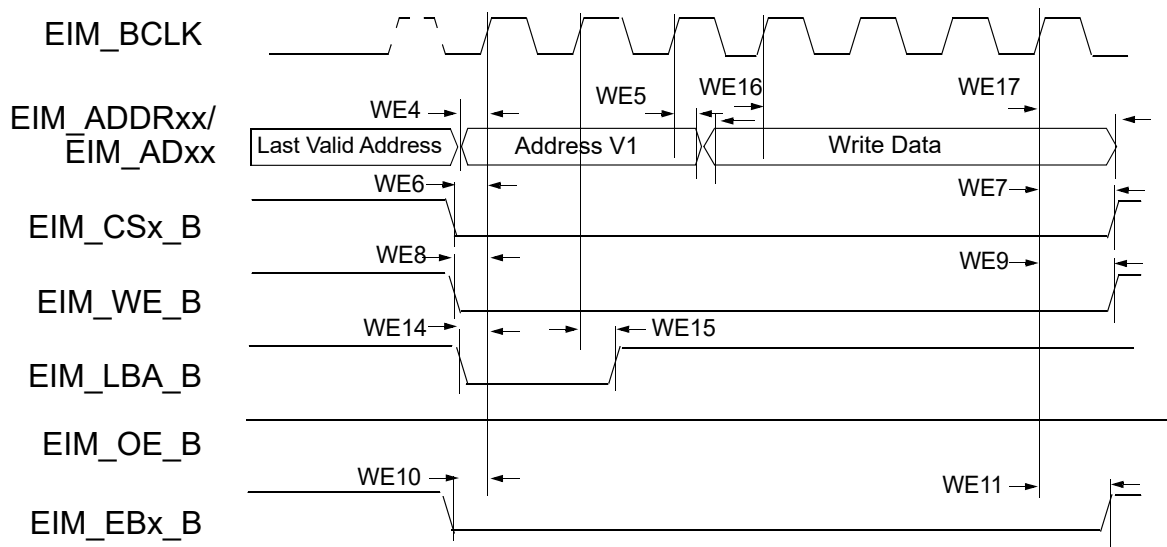 EIM_BCLK
WE5
WE16
WE17
WE4
EIM_ADDRxx/
EIM_ADxx
Last Valid Address
Address V1
Write Data
WE6
WE7
EIM_CSx_B
WE8
WE9
EIM_WE_B
WE14
WE15
EIM_LBA_B
EIM_OE_B
WE10
WE11
EIM_EBx_B